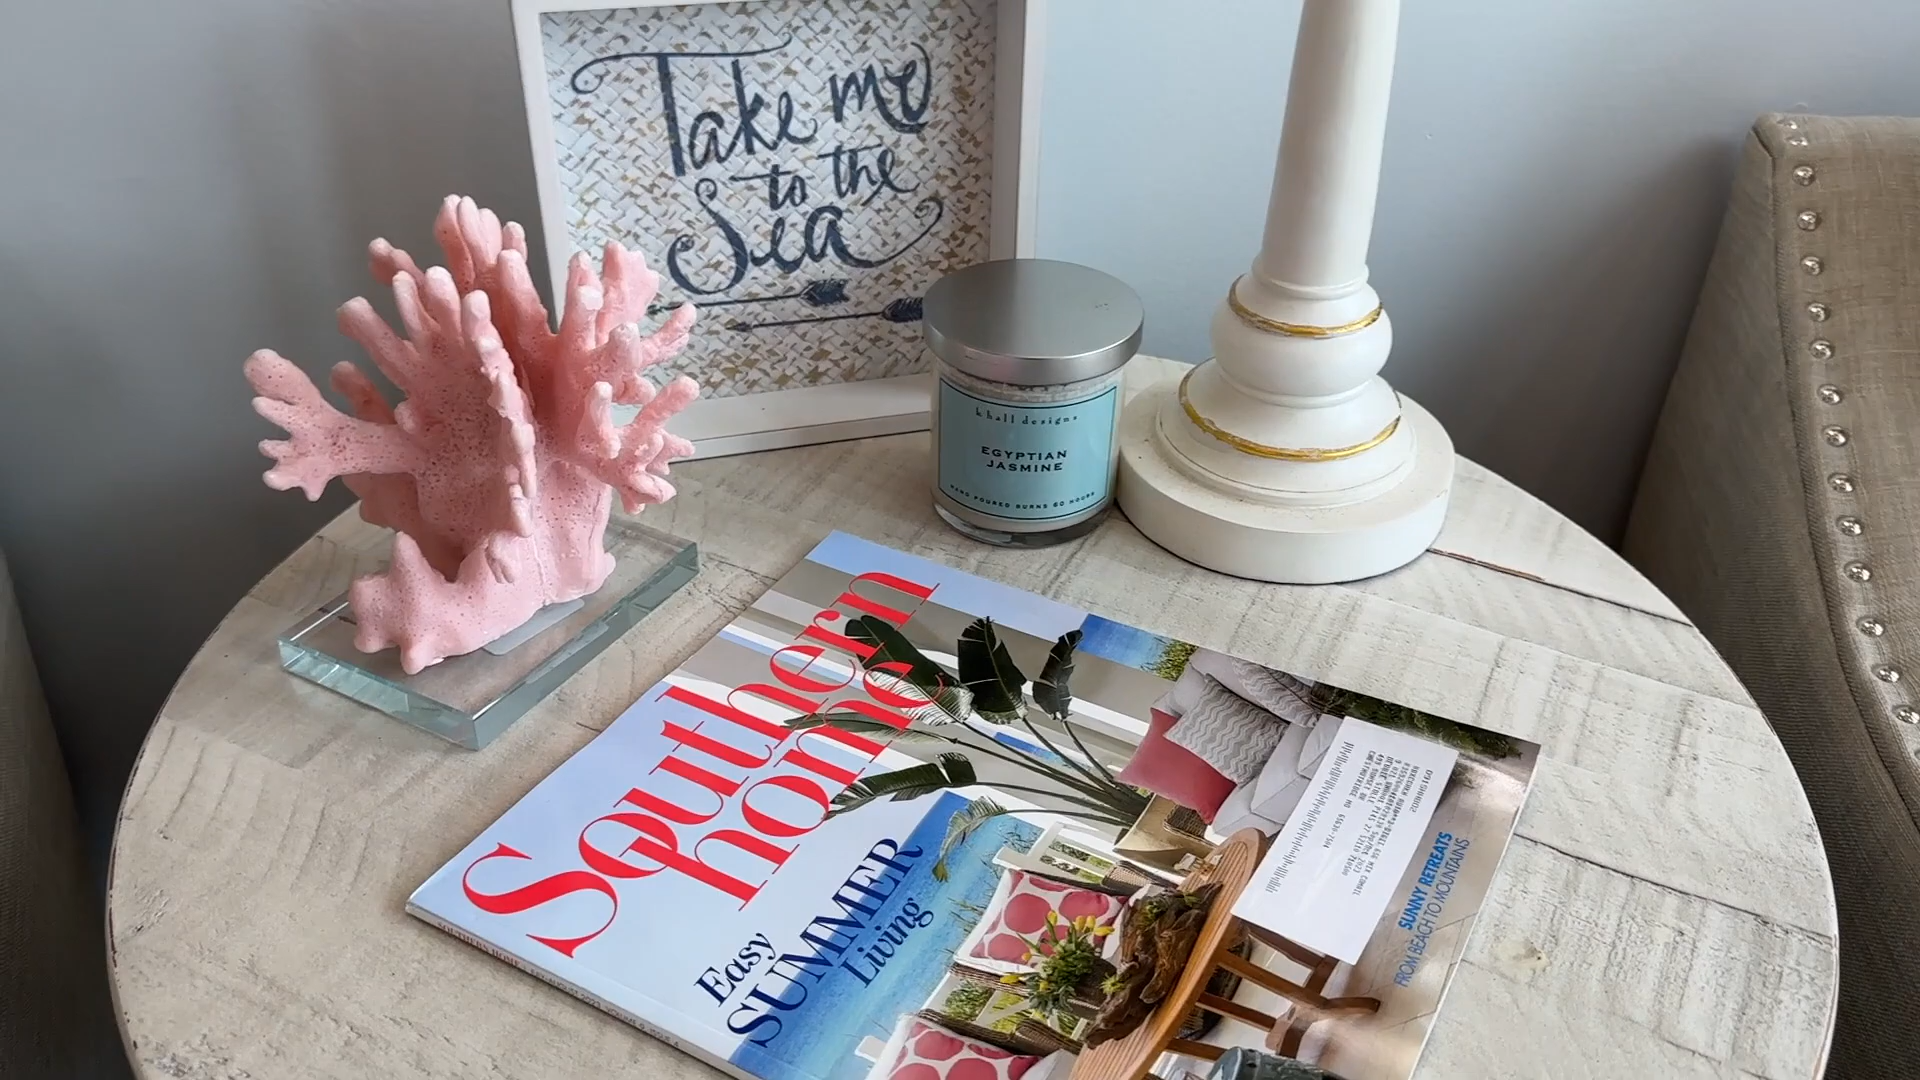 Take me
to the
Sea
k hall designs
EGYPTIAN
JASMINE
HAND POURED BURNS 60 HOURS
Southern
home
Easy
SUMMER
Living
SUNNY RETREATS
FROM BEACH TO MOUNTAINS